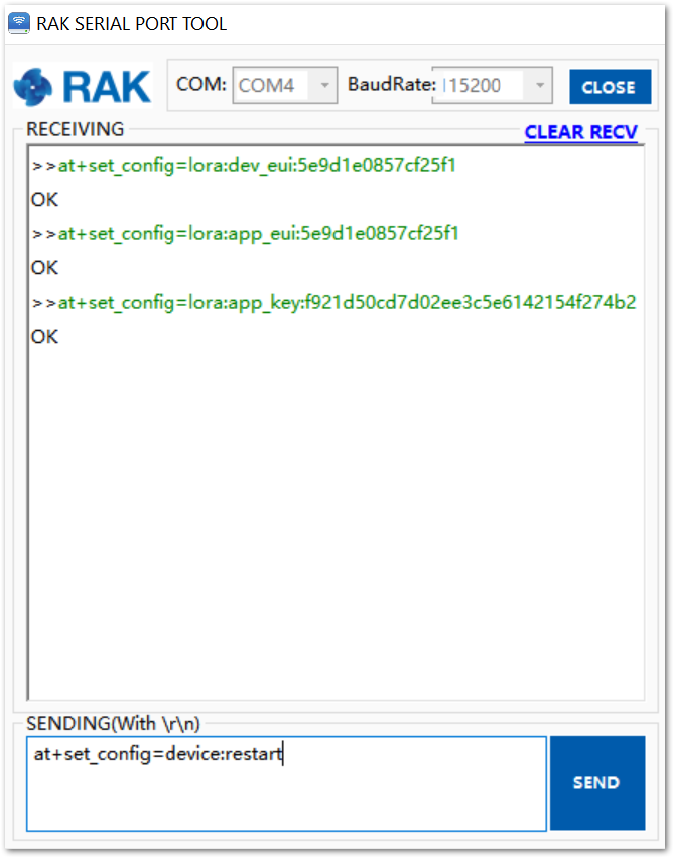 RAK SERIAL PORT TOOL
RAK COM: COM4 BaudRate: 115200 CLOSE
RECEIVING CLEAR RECV
>>at+set_config=lora:dev_eui:5e9d1e0857cf25f1
OK
>>at+set_config=lora:app_eui:5e9d1e0857cf25f1
OK
>>at+set_config=lora:app_key:f921d50cd7d02ee3c5e6142154f274b2
OK
SENDING(With \r\n)
at+set_config=device:restart
SEND